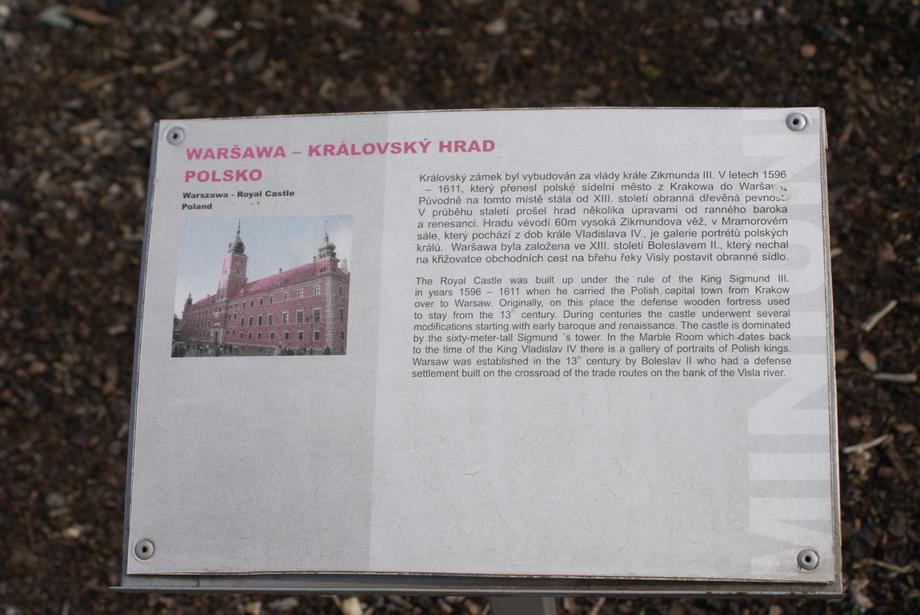 WARŠAWA – KRÁLOVSKÝ HRAD
POLSKO
Warszawa - Royal Castle
Poland
Královský zámek byl vybudován za vlády krále Zikmunda III. V letech 1596
– 1611, který přenesl polské sídelní město z Krakowa do Waršawy.
Původně na tomto místě stála od XIII. století obranná dřevěná pevnost.
V průběhu staletí prošel hrad několika úpravami od ranného baroka
a renesanci. Hradu vévodí 60m vysoká Zikmundova věž, v Mramorovém
sále, který pochází z dob krále Vladislava IV., je galerie portrétů polských
králů. Waršawa byla založena ve XIII. století Boleslavem II., který nechal
na křižovatce obchodních cest na břehu řeky Visly postavit obranné sídlo.
The Royal Castle was built up under the rule of the King Sigmund III.
in years 1596 – 1611 when he carried the Polish capital town from Krakow
over to Warsaw. Originally, on this place the defense wooden fortress used
to stay from the 13° century. During centuries the castle underwent several
modifications starting with early baroque and renaissance. The castle is dominated
by the sixty-meter-tall Sigmund ´s tower. In the Marble Room which dates back
to the time of the King Vladislav IV there is a gallery of portraits of Polish kings.
Warsaw was established in the 13° century by Boleslav II who had a defense
settlement built on the crossroad of the trade routes on the bank of the Visla river.
MINIUNI